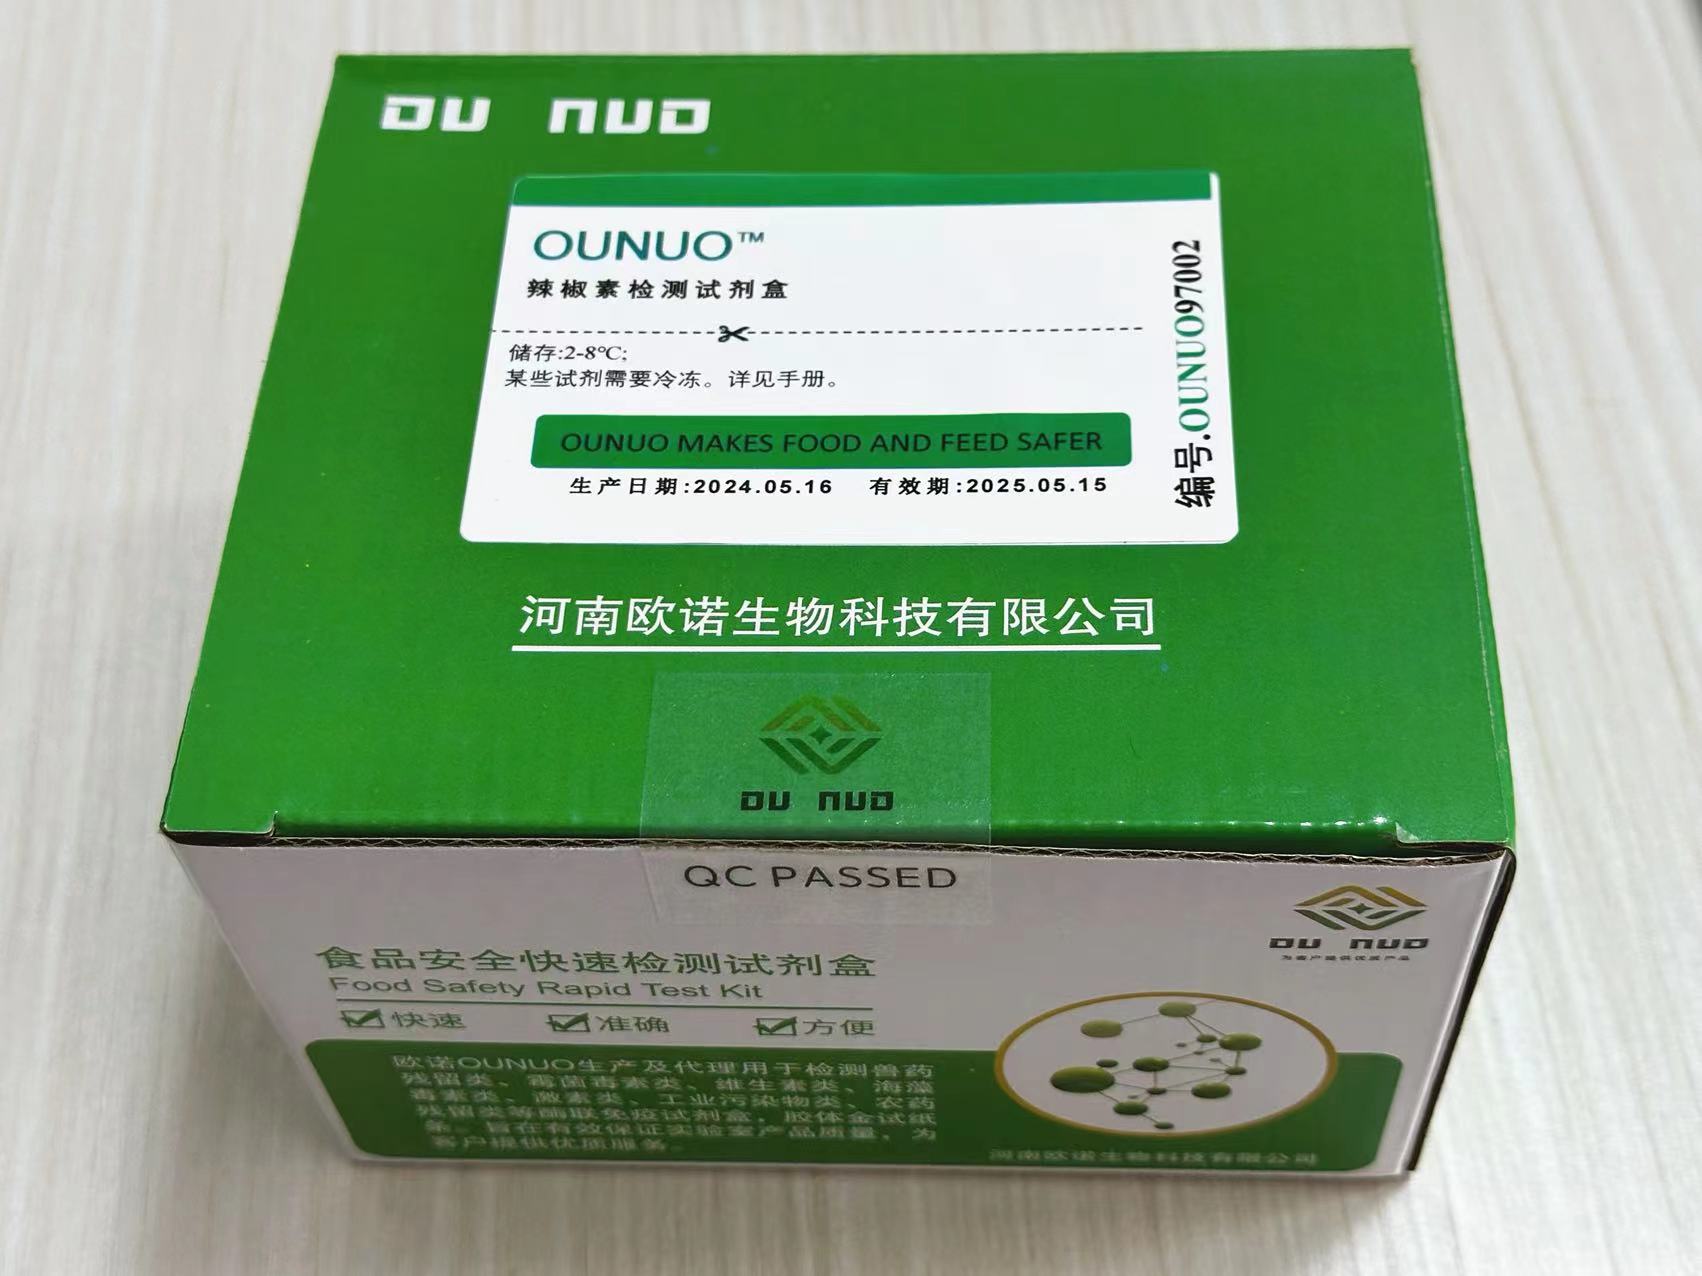 OU NUO
OUNUO™
辣椒素检测试剂盒
储存:2-8℃;
某些试剂需要冷冻。详见手册。
OUNUO MAKES FOOD AND FEED SAFER
生产日期:2024.05.16 有效期:2025.05.15
编号.OUNUO97002
河南欧诺生物科技有限公司
OU NUO
QC PASSED
OU NUO
为客户提供优质产品
食品安全快速检测试剂盒
Food Safety Rapid Test Kit
快速 准确 方便
欧诺OUNUO生产及代理用于检测兽药
残留类、霉菌毒素类、维生素类、海藻
毒素类、激素类、工业污染物类、农药
残留类等酶联免疫试剂盒，胶体金试纸
条。旨在有效保证实验室产品质量，为
客户提供优质服务。
河南欧诺生物科技有限公司